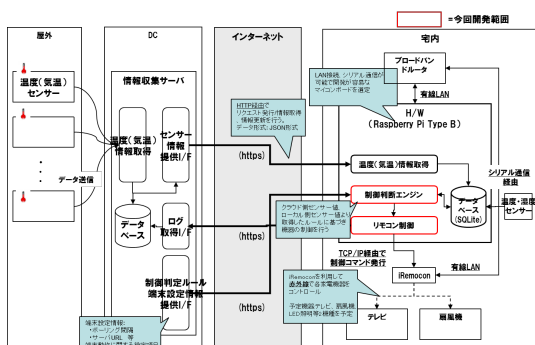 =今回開発範囲
屋外
DC
インターネット
宅内
温度(気温)
センサー
データ送信
情報収集サーバ
温度(気温)
情報取得
センサー
情報
提供I/F
データ
ベース
ログ
取得I/F
制御判定ルール
端末設定情報
提供I/F
端末設定情報:
・ポーリング間隔
・サーバURL 等
HTTP経由で
リクエスト発行/情報取得
、情報更新を行う。
データ形式:JSON形式
(https)
(https)
(https)
LAN接続、シリアル通信が
可能で開発が容易な
マイコンボードを選定
ブロードバン
ドルータ
有線LAN
H/W
(Raspberry Pi Type B)
温度(気温)情報取得
制御判断エンジン
リモコン制御
データ
ベース
(SQLite)
シリアル通信
経由
温度・湿度
センサー
クラウド側センサー値、
ローカル側センサー値より
取得したルールに基づき
機器の制御を行う
TCP/IP経由で
制御コマンド発行
iRemocon
有線LAN
iRemoconを利用して
赤外線で各家電機器を
コントロール
予定機器テレビ、扇風機
LED照明等2機種を予定
テレビ
扇風機